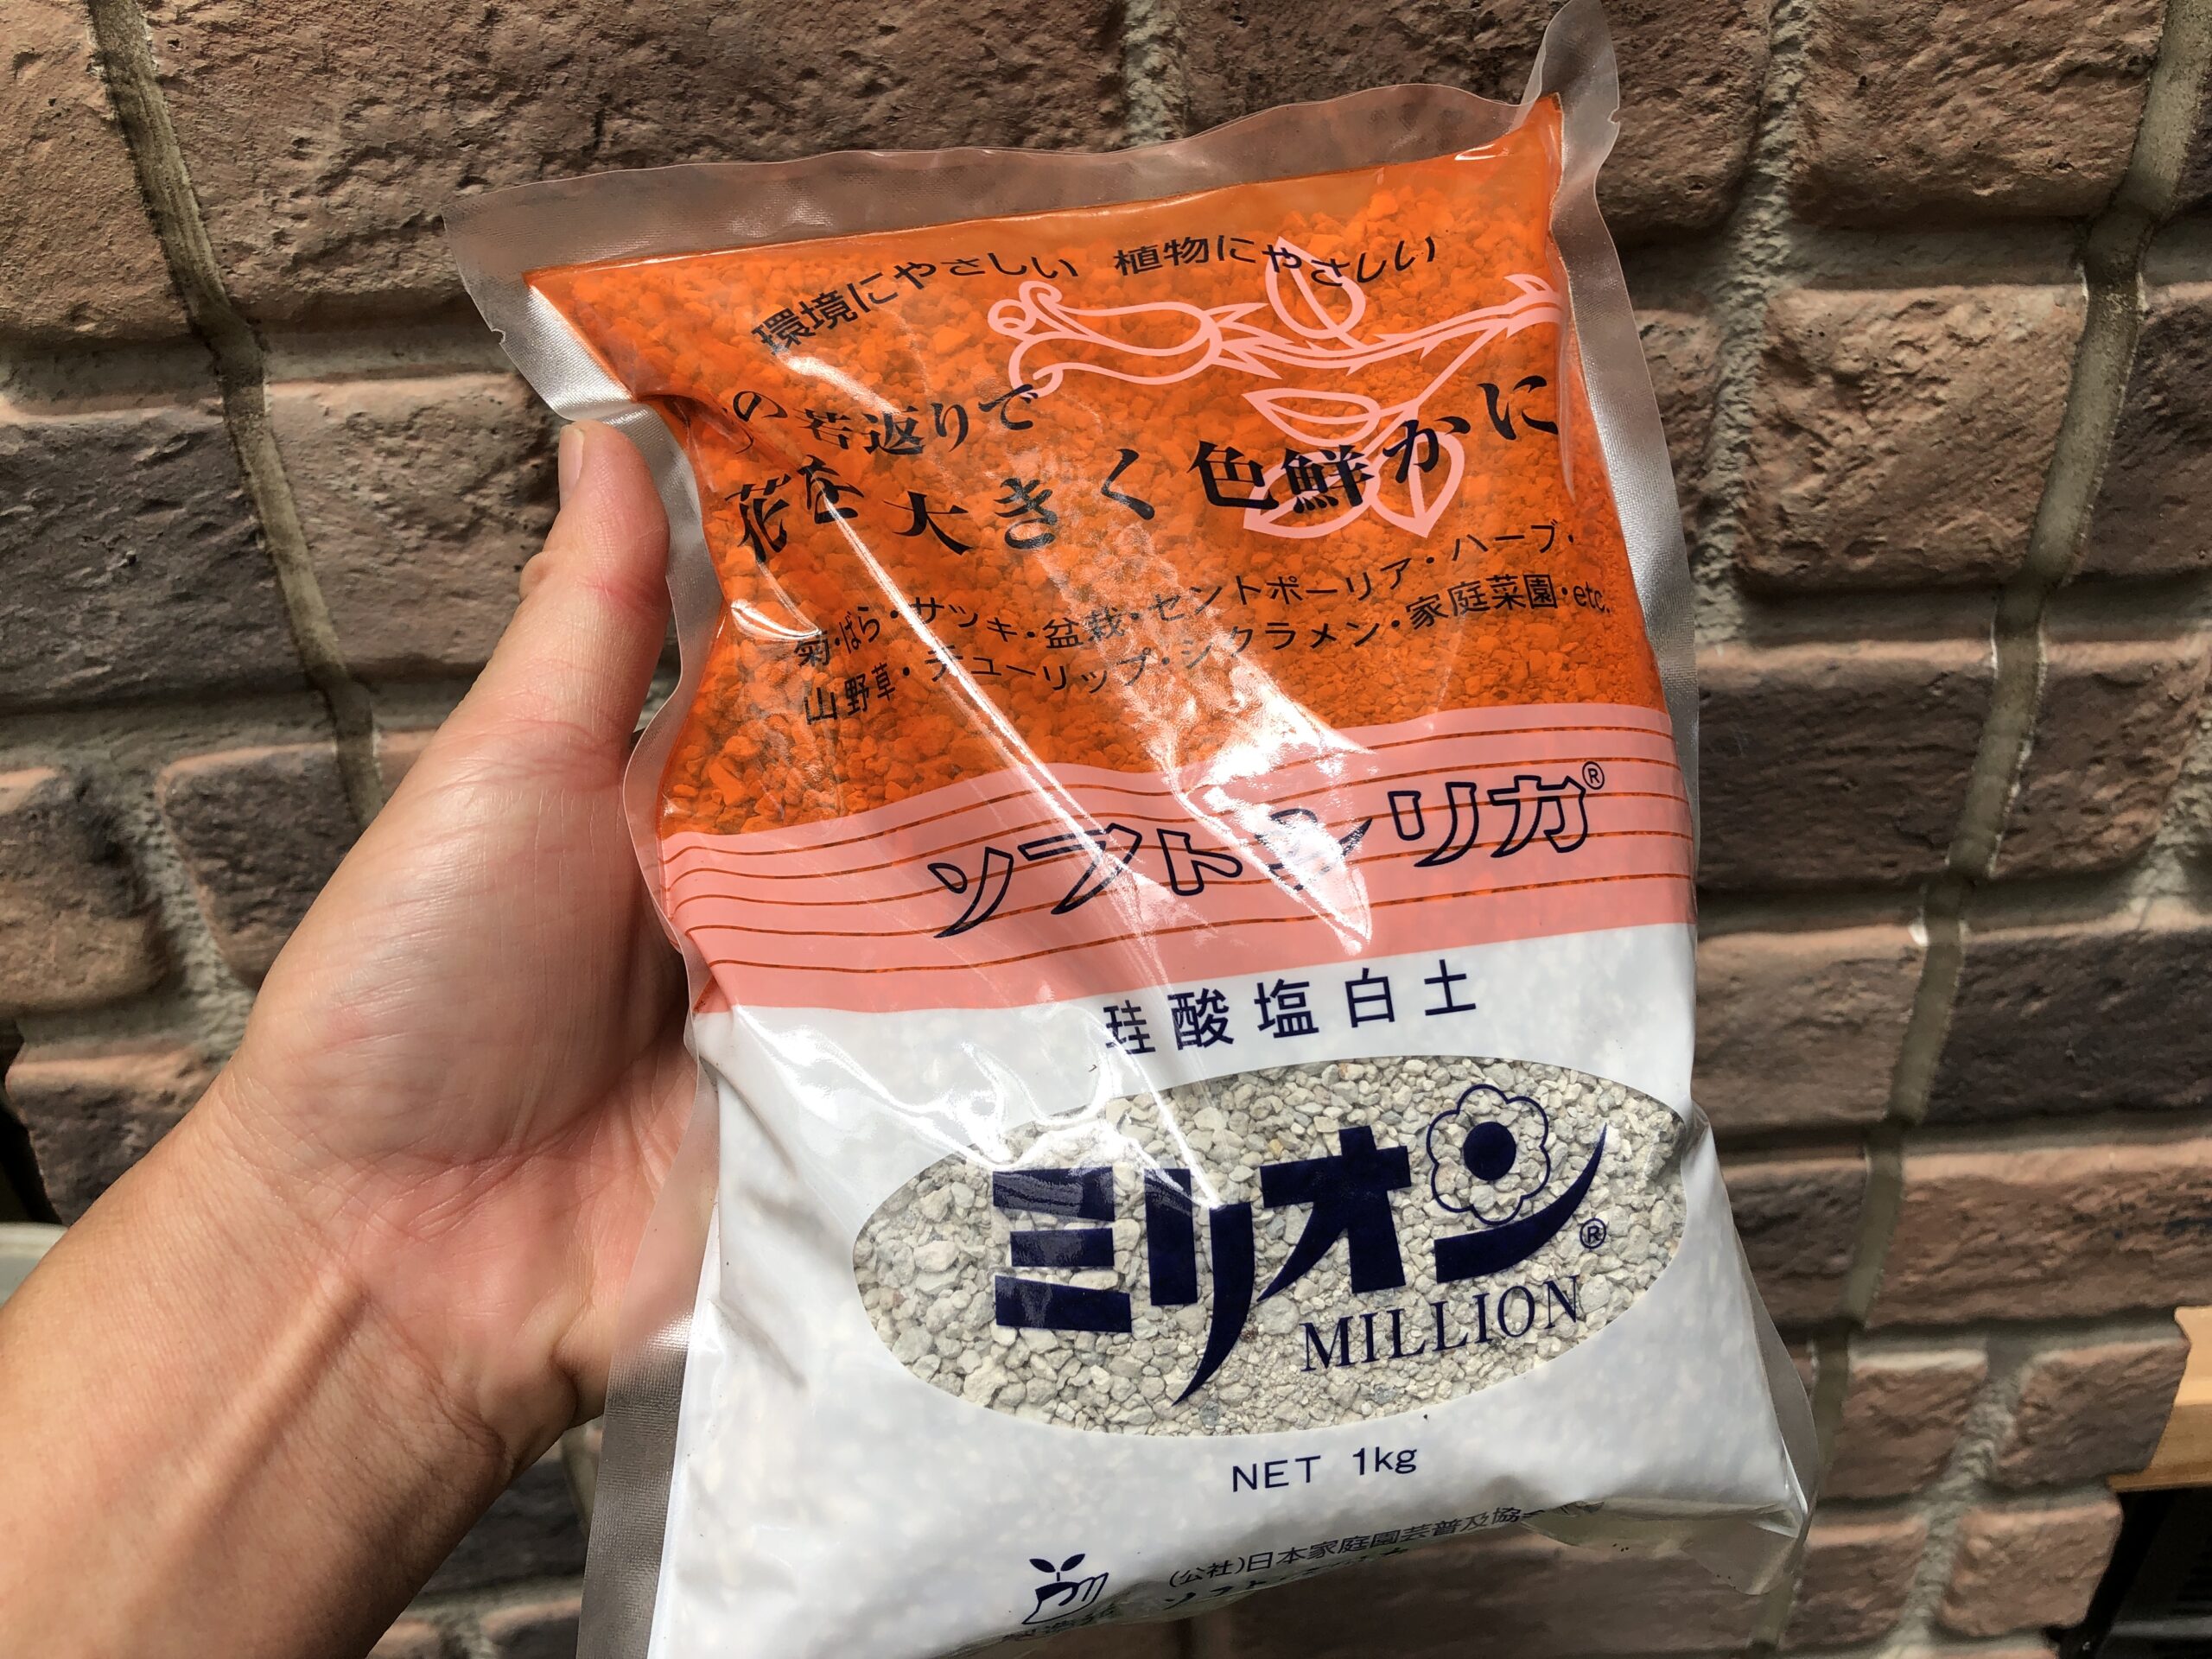 環境にやさしい 植物にやさしい
の若返りで
花を大きく色鮮かに
菊・ばら・サツキ・盆栽・セントポーリア・ハーブ・
山野草・チューリップ・シクラメン・家庭菜園・etc.
ソフトシリカ®
珪酸塩白土
ミリオン®
MILLION
NET 1kg
(公社)日本家庭園芸普及協